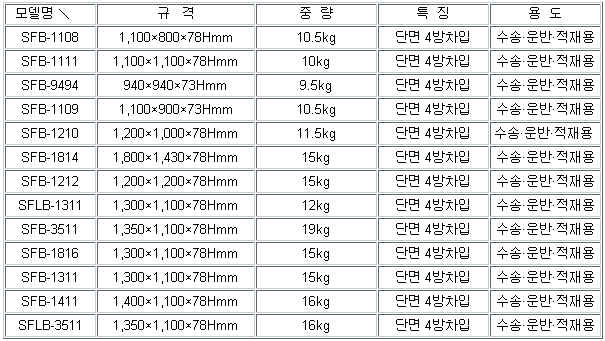 모델명 \ 규 격 중 량 특 징 용 도
SFB-1108 1,100×800×78Hmm 10.5kg 단면 4방차입 수송·운반·적재용
SFB-1111 1,100×1,100×78Hmm 10kg 단면 4방차입 수송·운반·적재용
SFB-9494 940×940×73Hmm 9.5kg 단면 4방차입 수송·운반·적재용
SFB-1109 1,100×900×73Hmm 10.5kg 단면 4방차입 수송·운반·적재용
SFB-1210 1,200×1,000×78Hmm 11.5kg 단면 4방차입 수송·운반·적재용
SFB-1814 1,800×1,430×78Hmm 15kg 단면 4방차입 수송·운반·적재용
SFB-1212 1,200×1,200×78Hmm 15kg 단면 4방차입 수송·운반·적재용
SFLB-1311 1,300×1,100×78Hmm 12kg 단면 4방차입 수송·운반·적재용
SFB-3511 1,350×1,100×78Hmm 19kg 단면 4방차입 수송·운반·적재용
SFB-1816 1,300×1,100×78Hmm 15kg 단면 4방차입 수송·운반·적재용
SFB-1311 1,300×1,100×78Hmm 15kg 단면 4방차입 수송·운반·적재용
SFB-1411 1,400×1,100×78Hmm 16kg 단면 4방차입 수송·운반·적재용
SFLB-3511 1,350×1,100×78Hmm 16kg 단면 4방차입 수송·운반·적재용